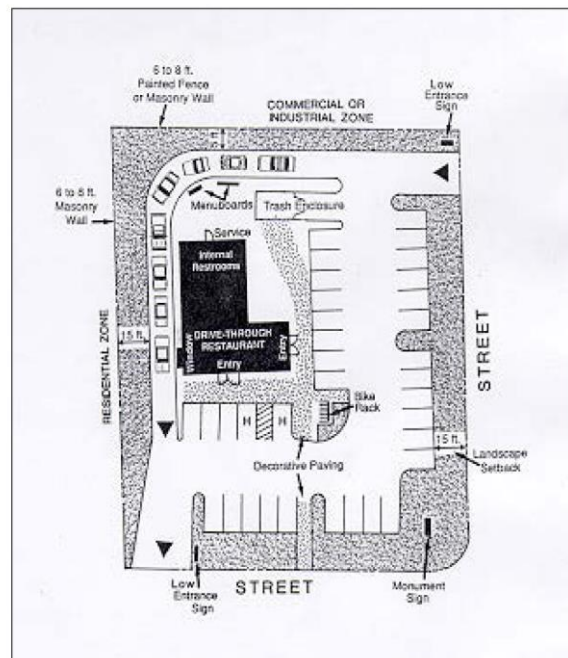 6 to 8 ft.
Painted Fence
or Masonry Wall
COMMERCIAL OR
INDUSTRIAL ZONE
Low
Entrance
Sign
6 to 8 ft.
Masonry
Wall
Menuboards
Trash Enclosure
Service
Internal
Restrooms
DRIVE-THROUGH
RESTAURANT
Window
Entry
Entry
RESIDENTIAL ZONE
15 ft.
Bike
Rack
H
H
STREET
15 ft.
Landscape
Setback
Decorative Paving
Low
Entrance
Sign
STREET
Monument
Sign